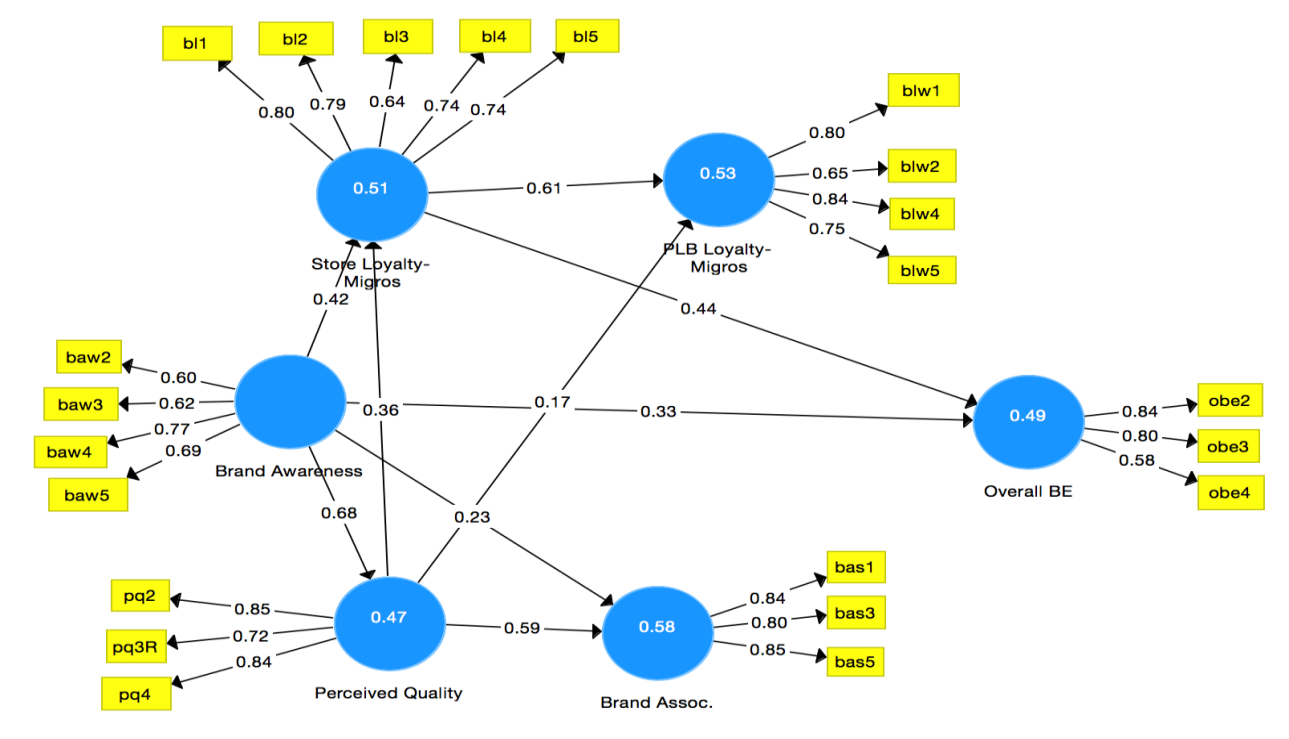 bl1
bl2
bl3
bl4
bl5
0.80
0.79
0.64
0.74
0.74
blw1
0.80
blw2
0.65
blw4
0.84
blw5
0.75
0.51
0.61
0.53
Store Loyalty-
Migros
PLB Loyalty-
Migros
0.42
0.44
baw2
0.60
baw3
0.62
baw4
0.77
baw5
0.69
Brand Awareness
0.36
0.17
0.33
0.49
Overall BE
0.84
obe2
0.80
obe3
0.58
obe4
0.68
0.23
pq2
0.85
pq3R
0.72
pq4
0.84
0.47
Perceived Quality
0.59
0.58
Brand Assoc.
0.84
bas1
0.80
bas3
0.85
bas5